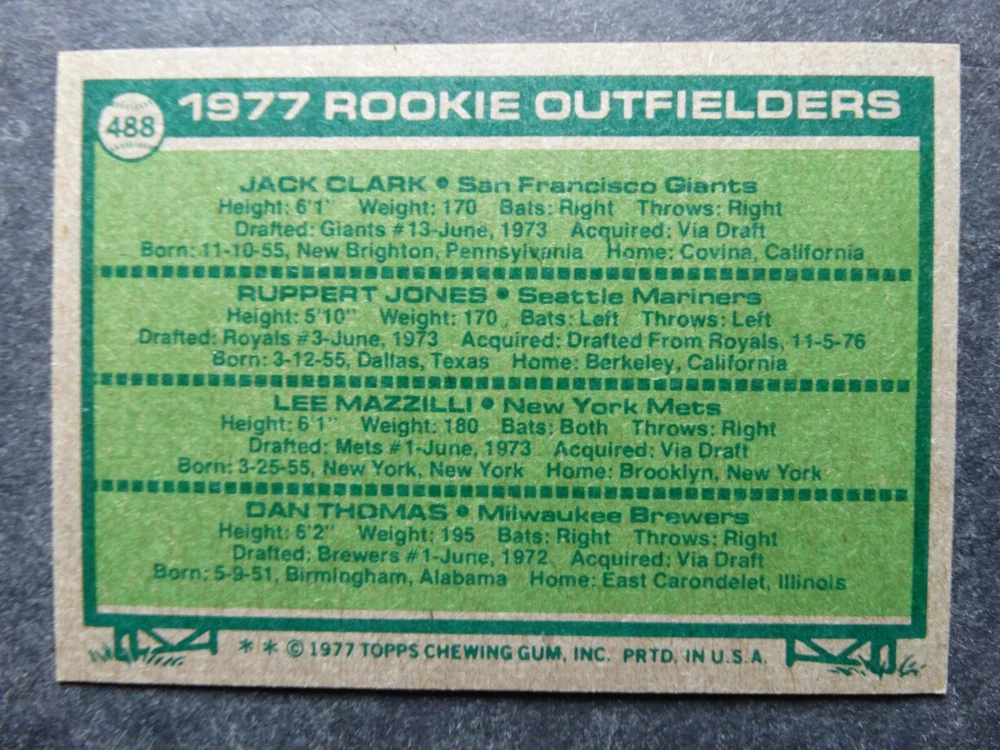 488
1977 ROOKIE OUTFIELDERS
JACK CLARK • San Francisco Giants
Height: 6'1" Weight: 170 Bats: Right Throws: Right
Drafted: Giants #13-June, 1973 Acquired: Via Draft
Born: 11-10-55, New Brighton, Pennsylvania Home: Covina, California
RUPPERT JONES • Seattle Mariners
Height: 5'10" Weight: 170 Bats: Left Throws: Left
Drafted: Royals #3-June, 1973 Acquired: Drafted From Royals, 11-5-76
Born: 3-12-55, Dallas, Texas Home: Berkeley, California
LEE MAZZILLI • New York Mets
Height: 6'1" Weight: 180 Bats: Both Throws: Right
Drafted: Mets #1-June, 1973 Acquired: Via Draft
Born: 3-25-55, New York, New York Home: Brooklyn, New York
DAN THOMAS • Milwaukee Brewers
Height: 6'2" Weight: 195 Bats: Right Throws: Right
Drafted: Brewers #1-June, 1972 Acquired: Via Draft
Born: 5-9-51, Birmingham, Alabama Home: East Carondelet, Illinois
* * © 1977 TOPPS CHEWING GUM, INC. PRTD. IN U.S.A.